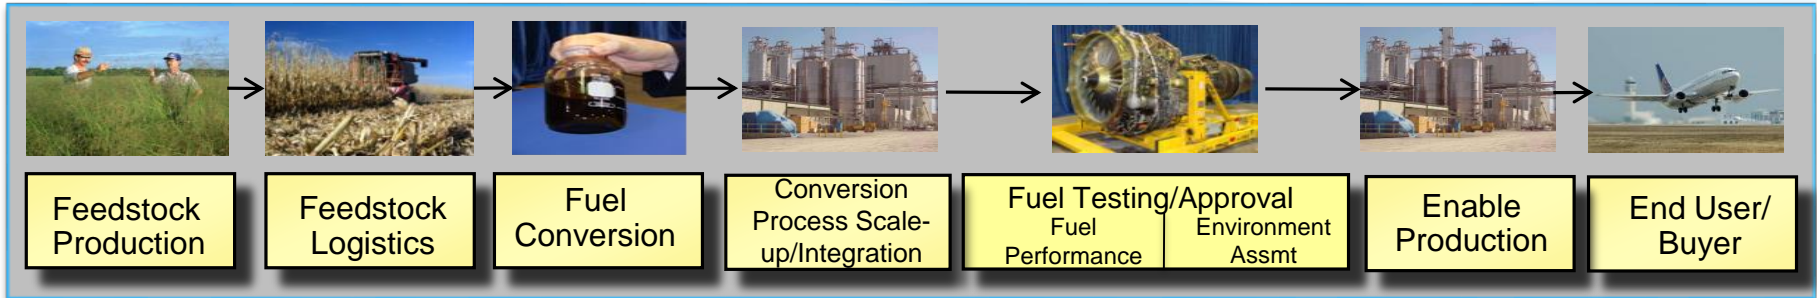 Feedstock
Production
Feedstock
Logistics
Fuel
Conversion
Conversion
Process Scale-
up/Integration
Fuel Testing/Approval
Fuel
Performance
Environment
Assmt
Enable
Production
End User/
Buyer